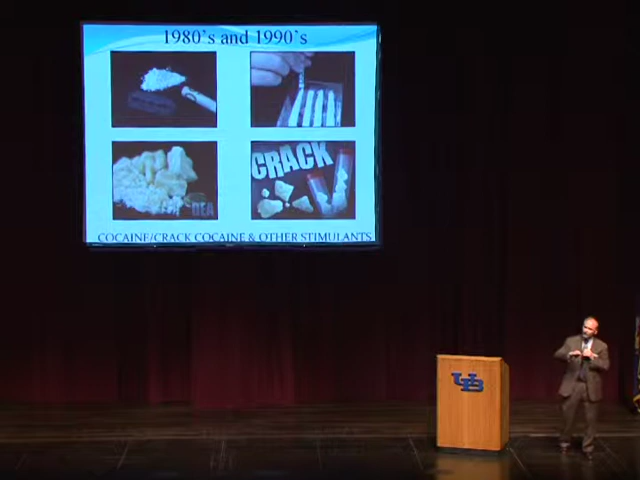 1980's and 1990's
CRACK
DEA
COCAINE/CRACK COCAINE & OTHER STIMULANTS
UB